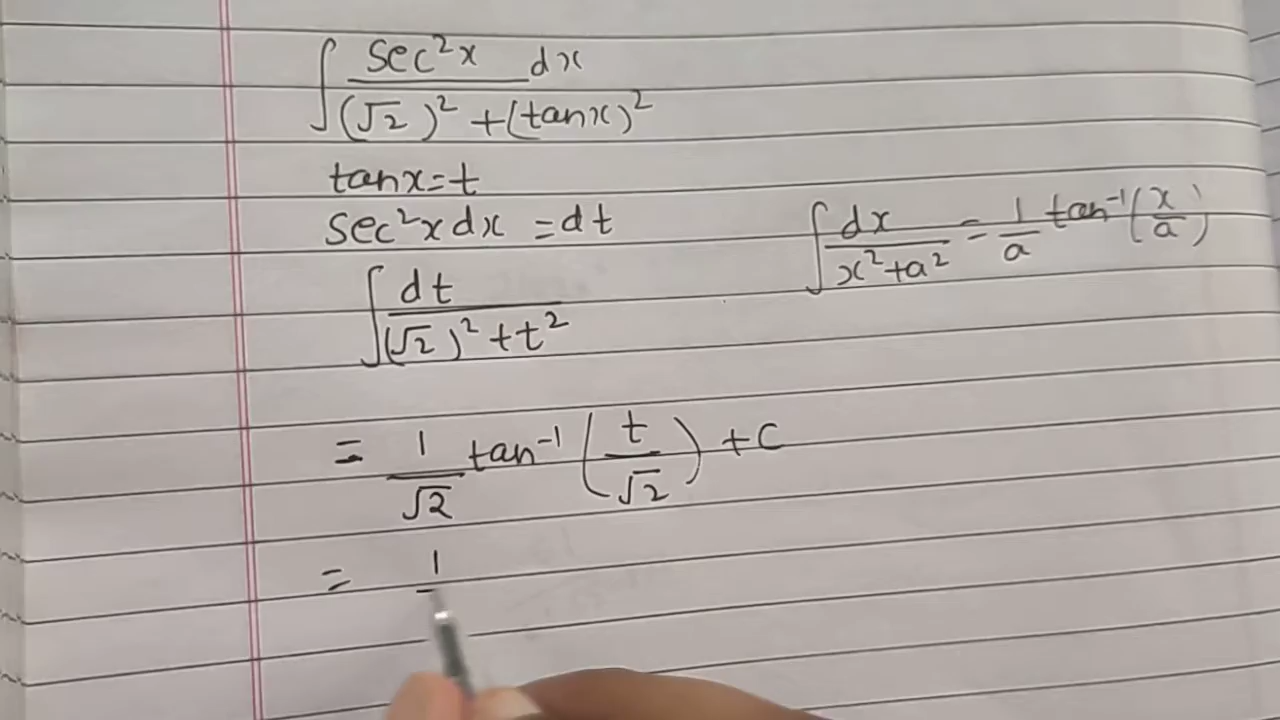 ∫ sec²x dx / (√2)² + (tanx)²
tanx = t
sec²x dx = dt
∫ dx / x² + a² = 1/a tan⁻¹(x/a)
∫ dt / (√2)² + t²
= 1/√2 tan⁻¹(t/√2) + C
= 1